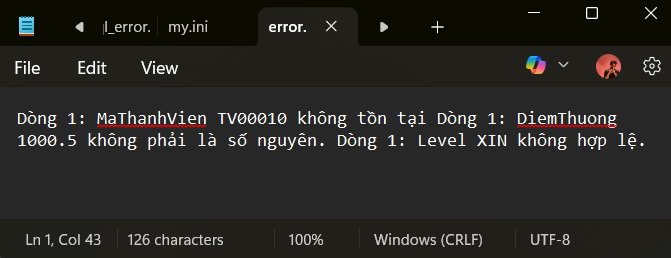 l_error.
my.ini
error.
File
Edit
View
Dòng 1: MaThanhVien TV00010 không tồn tại Dòng 1: DiemThuong
1000.5 không phải là số nguyên. Dòng 1: Level XIN không hợp lệ.
Ln 1, Col 43
126 characters
100%
Windows (CRLF)
UTF-8